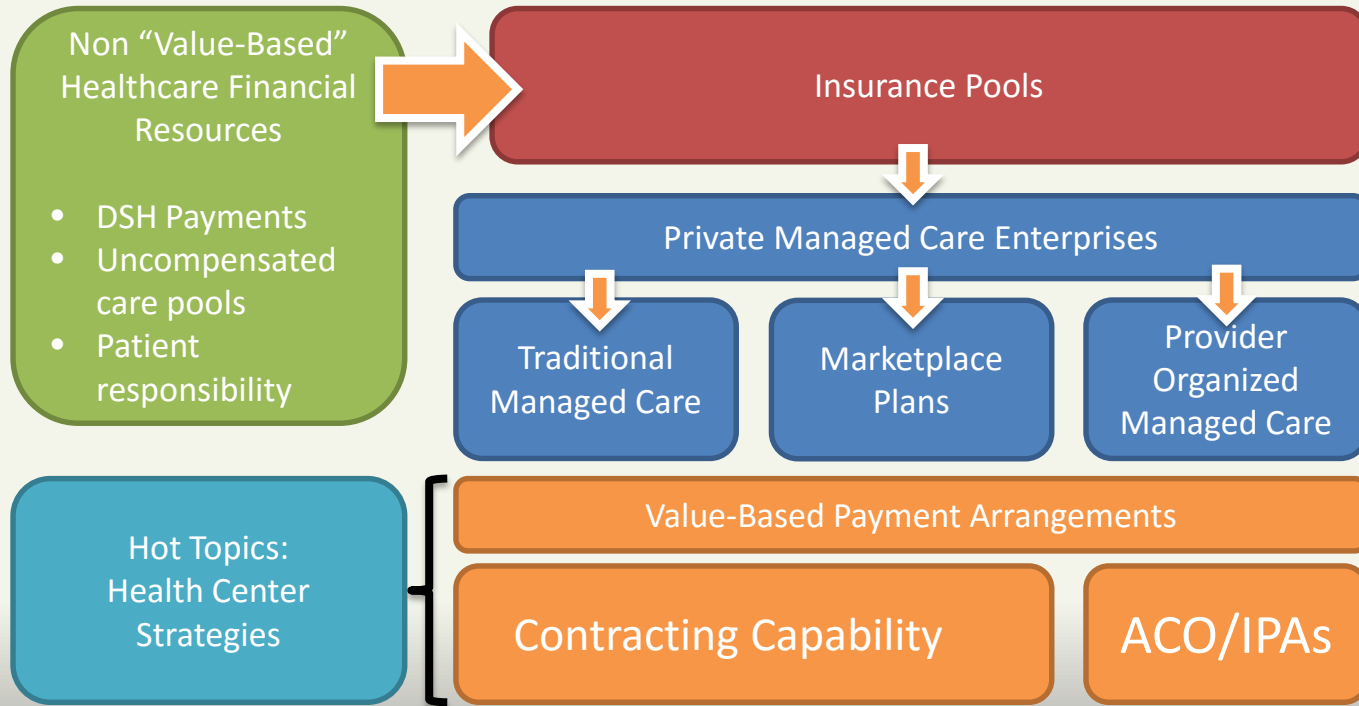 Non “Value-Based”
Healthcare Financial
Resources
• DSH Payments
• Uncompensated
care pools
• Patient
responsibility
Insurance Pools
Private Managed Care Enterprises
Traditional
Managed Care
Marketplace
Plans
Provider
Organized
Managed Care
Hot Topics:
Health Center
Strategies
Value-Based Payment Arrangements
Contracting Capability
ACO/IPAs